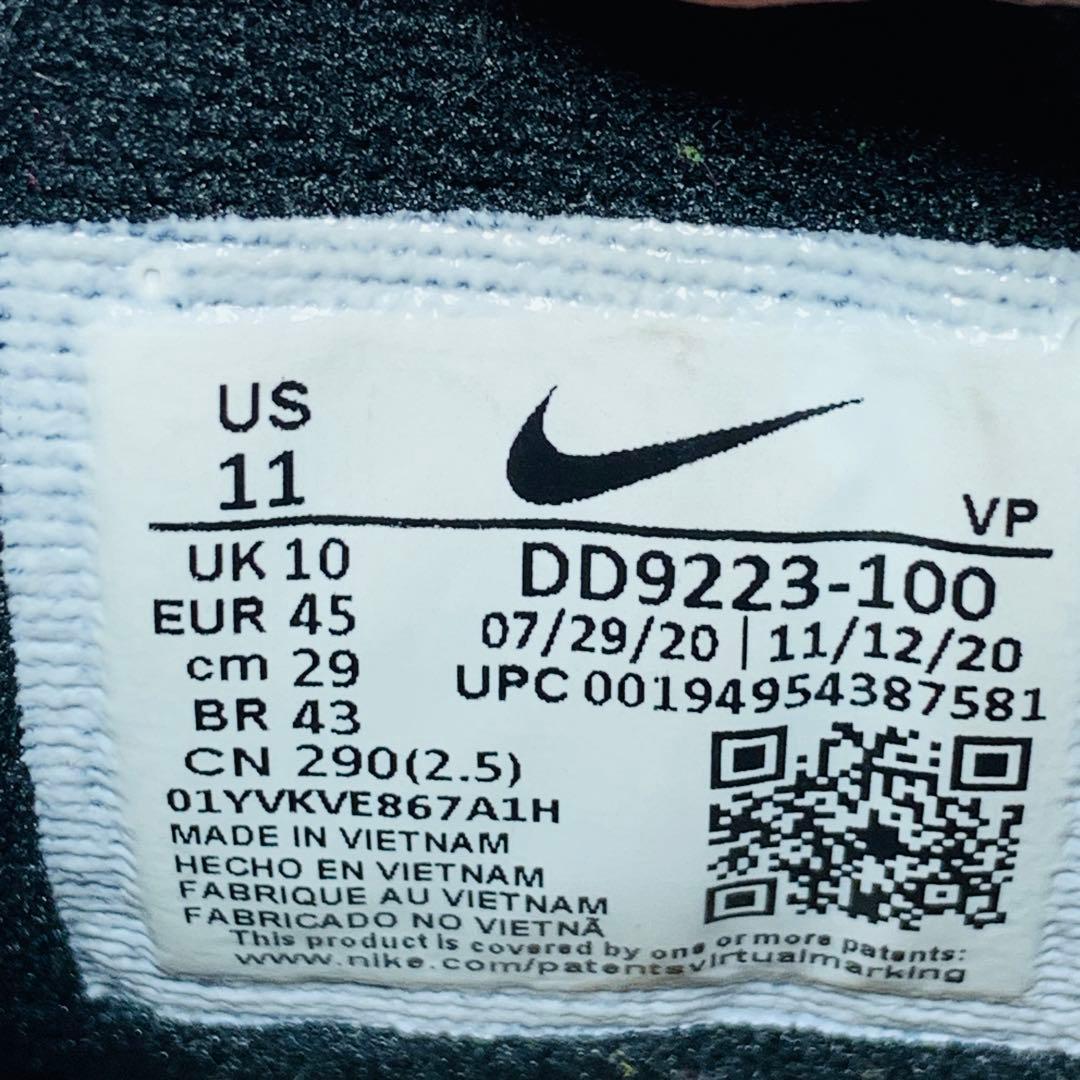 US
11
VP
UK 10
EUR 45
cm 29
BR 43
CN 290(2.5)
DD9223-100
07/29/20 | 11/12/20
UPC 00194954387581
01YVKVE867A1H
MADE IN VIETNAM
HECHO EN VIETNAM
FABRIQUE AU VIETNAM
FABRICADO NO VIETNÃ
This product is covered by one or more patents:
www.nike.com/patentsvirtualmarking